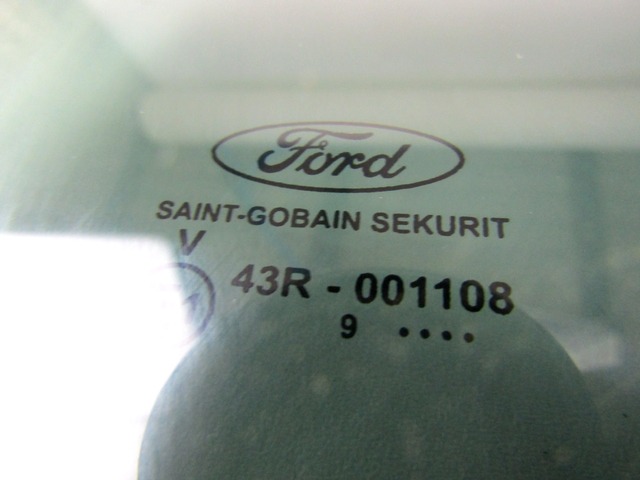 Ford
SAINT-GOBAIN SEKURIT
V
43R - 001108
9 ••••